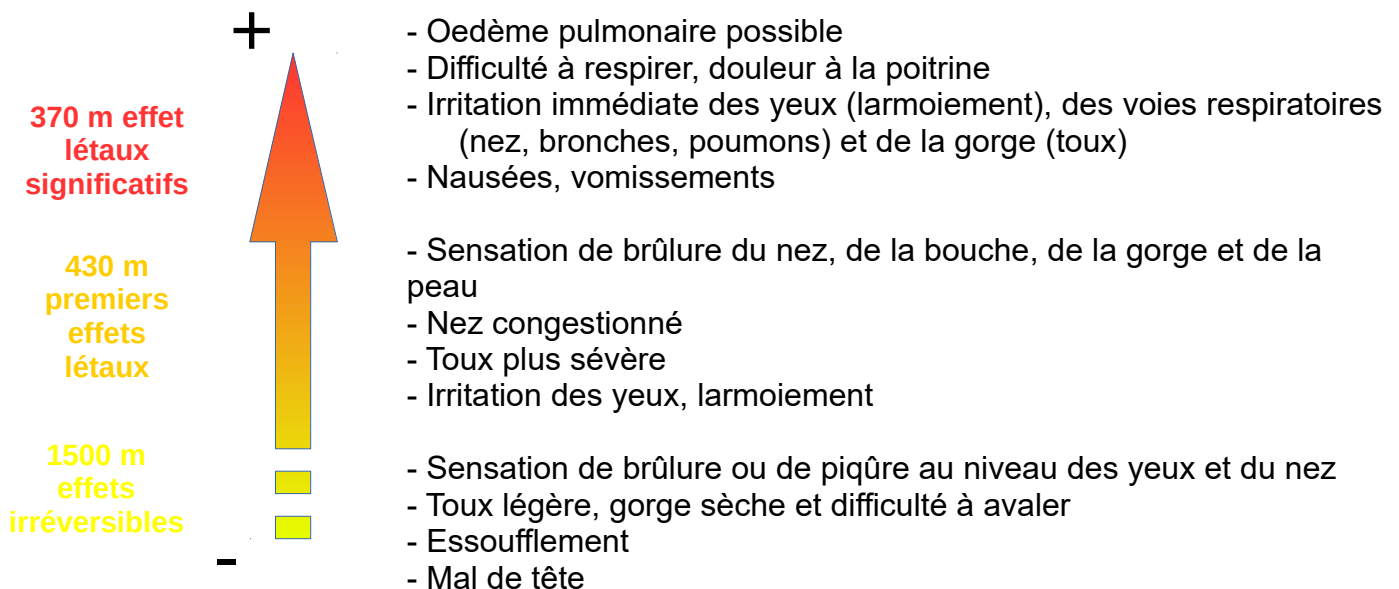 +
- Oedème pulmonaire possible
- Difficulté à respirer, douleur à la poitrine
- Irritation immédiate des yeux (larmoiement), des voies respiratoires
(nez, bronches, poumons) et de la gorge (toux)
- Nausées, vomissements
370 m effet
létaux
significatifs
- Sensation de brûlure du nez, de la bouche, de la gorge et de la
peau
- Nez congestionné
- Toux plus sévère
- Irritation des yeux, larmoiement
430 m
premiers
effets
létaux
- Sensation de brûlure ou de piqûre au niveau des yeux et du nez
- Toux légère, gorge sèche et difficulté à avaler
- Essoufflement
- Mal de tête
1500 m
effets
irréversibles
-